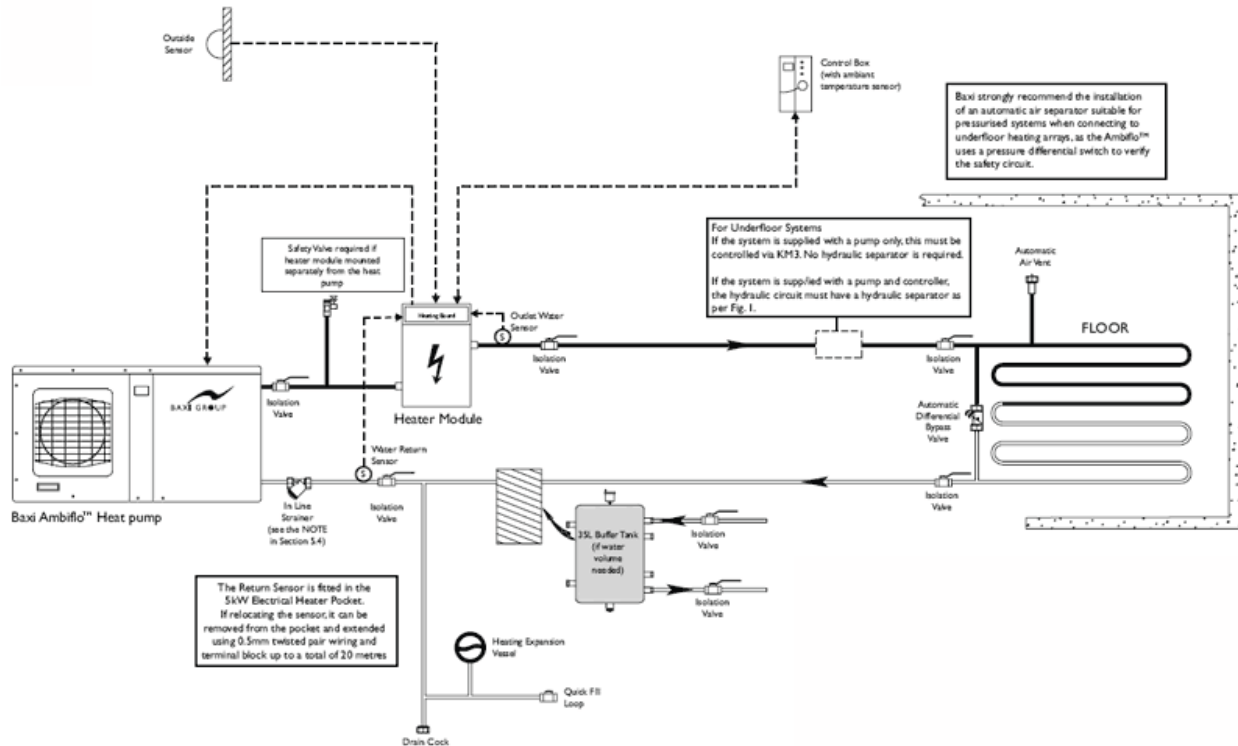 Outside
Sensor
Control Box
(with ambiant
temperature sensor)
Baxi strongly recommend the installation
of an automatic air separator suitable for
pressurised systems when connecting to
underfloor heating arrays, as the Ambiflo™
uses a pressure differential switch to verify
the safety circuit.
Safety Valve required if
heater module mounted
separately from the heat
pump
For Underfloor Systems
If the system is supplied with a pump only, this must be
controlled via KM3. No hydraulic separator is required.
If the system is supp/ied with a pump and controller,
the hydraulic circuit must have a hydraulic separator as
per Fig. 1.
Automatic
Air Vent
FLOOR
Heating Board
Outlet Water
Sensor
S
Isolation
Valve
Isolation
Valve
BAXI GROUP
Isolation
Valve
Heater Module
Automatic
Differential
Bypass
Valve
Water Return
Sensor
S
Baxi Ambiflo™ Heat pump
In Line
Strainer
(see the NOTE
in Section 5.4)
Isolation
Valve
Isolation
Valve
35L Buffer Tank
(if water
volume
needed)
Isolation
Valve
Isolation
Valve
The Return Sensor is fitted in the
5kW Electrical Heater Pocket.
If relocating the sensor, it can be
removed from the pocket and extended
using 0.5mm twisted pair wiring and
terminal block up to a total of 20 metres
Heating Expansion
Vessel
Quick Fill
Loop
Drain Cock